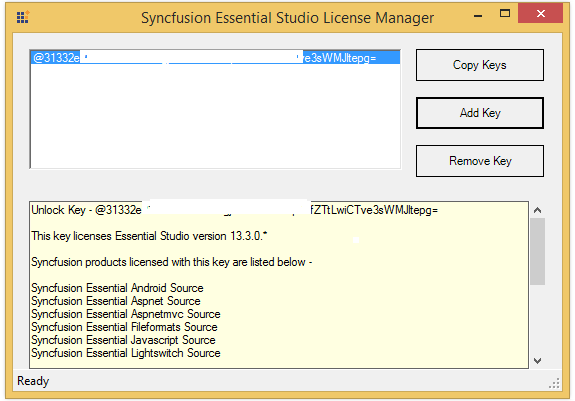 Syncfusion Essential Studio License Manager
@31332e ve3sWMJltepg=
Copy Keys
Add Key
Remove Key
Unlock Key - @31332e fZTtLwiCTve3sWMJltepg=
This key licenses Essential Studio version 13.3.0.*
Syncfusion products licensed with this key are listed below -
Syncfusion Essential Android Source
Syncfusion Essential Aspnet Source
Syncfusion Essential Aspnetmvc Source
Syncfusion Essential Fileformats Source
Syncfusion Essential Javascript Source
Syncfusion Essential Lightswitch Source
Ready